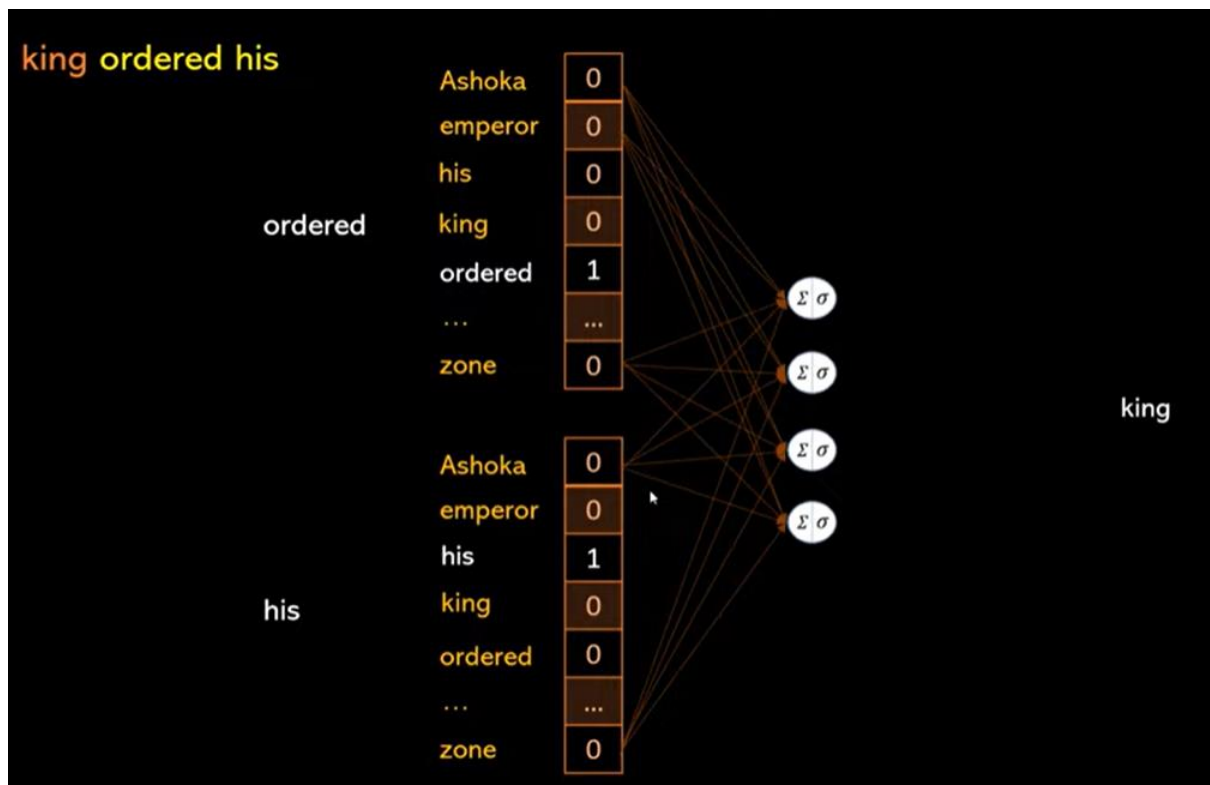 king ordered his
ordered
Ashoka 0
emperor 0
his 0
king 0
ordered 1
... ...
zone 0
Σ σ
Σ σ
Σ σ
Σ σ
king
his
Ashoka 0
emperor 0
his 1
king 0
ordered 0
... ...
zone 0